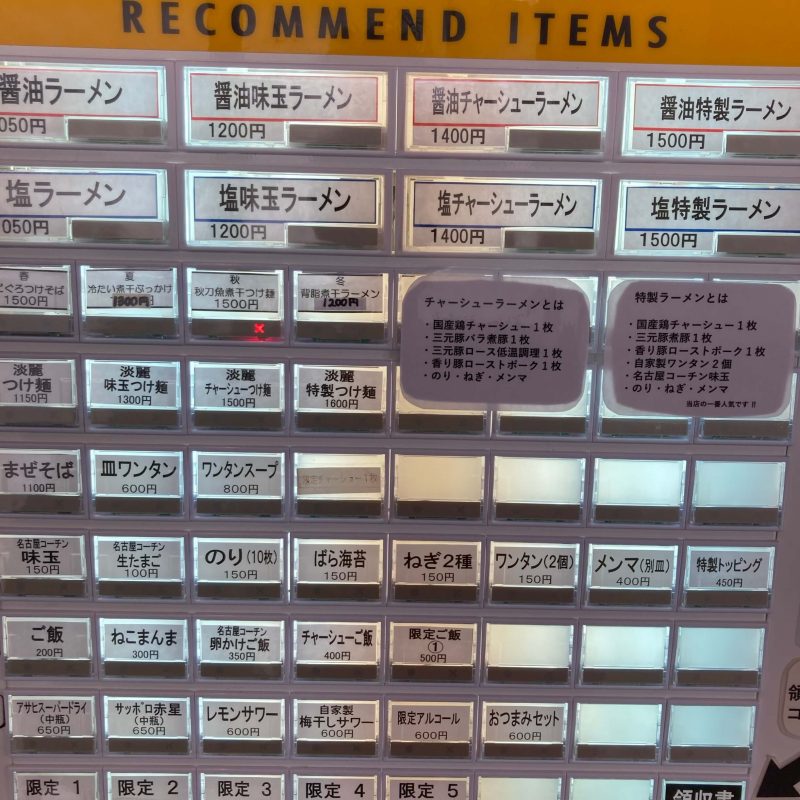 RECOMMEND ITEMS
醤油ラーメン
050円
醤油味玉ラーメン
1200円
醤油チャーシューラーメン
1400円
醤油特製ラーメン
1500円
塩ラーメン
050円
塩味玉ラーメン
1200円
塩チャーシューラーメン
1400円
塩特製ラーメン
1500円
春
どぐろつけそば
1500円
夏
冷たい煮干ぶっかけ
1300円
秋
秋刀魚煮干つけ麺
1500円
冬
背脂煮干ラーメン
1200円
チャーシューラーメンとは
・国産鶏チャーシュー１枚
・三元豚バラ煮豚１枚
・三元豚ロース低温調理１枚
・香り豚ローストポーク１枚
・のり・ねぎ・メンマ
特製ラーメンとは
・国産鶏チャーシュー１枚
・三元豚煮豚１枚
・香り豚ローストポーク１枚
・自家製ワンタン２個
・名古屋コーチン味玉
・のり・ねぎ・メンマ
当店の一番人気です!!
淡麗
つけ麺
1150円
淡麗
味玉つけ麺
1300円
淡麗
チャーシューつけ麺
1500円
淡麗
特製つけ麺
1600円
まぜそば
1100円
皿ワンタン
600円
ワンタンスープ
800円
限定チャーシュー1枚
名古屋コーチン
味玉
150円
名古屋コーチン
生たまご
100円
のり(10枚)
150円
ばら海苔
150円
ねぎ２種
150円
ワンタン(２個)
150円
メンマ(別皿)
400円
特製トッピング
450円
ご飯
200円
ねこまんま
300円
名古屋コーチン
卵かけご飯
350円
チャーシューご飯
400円
限定ご飯
①
500円
アサヒスーパードライ
(中瓶)
650円
サッポロ赤星
(中瓶)
650円
レモンサワー
600円
自家製
梅干しサワー
600円
限定アルコール
600円
おつまみセット
600円
領
コ
限定 1
限定 2
限定 3
限定 4
限定 5
領収書